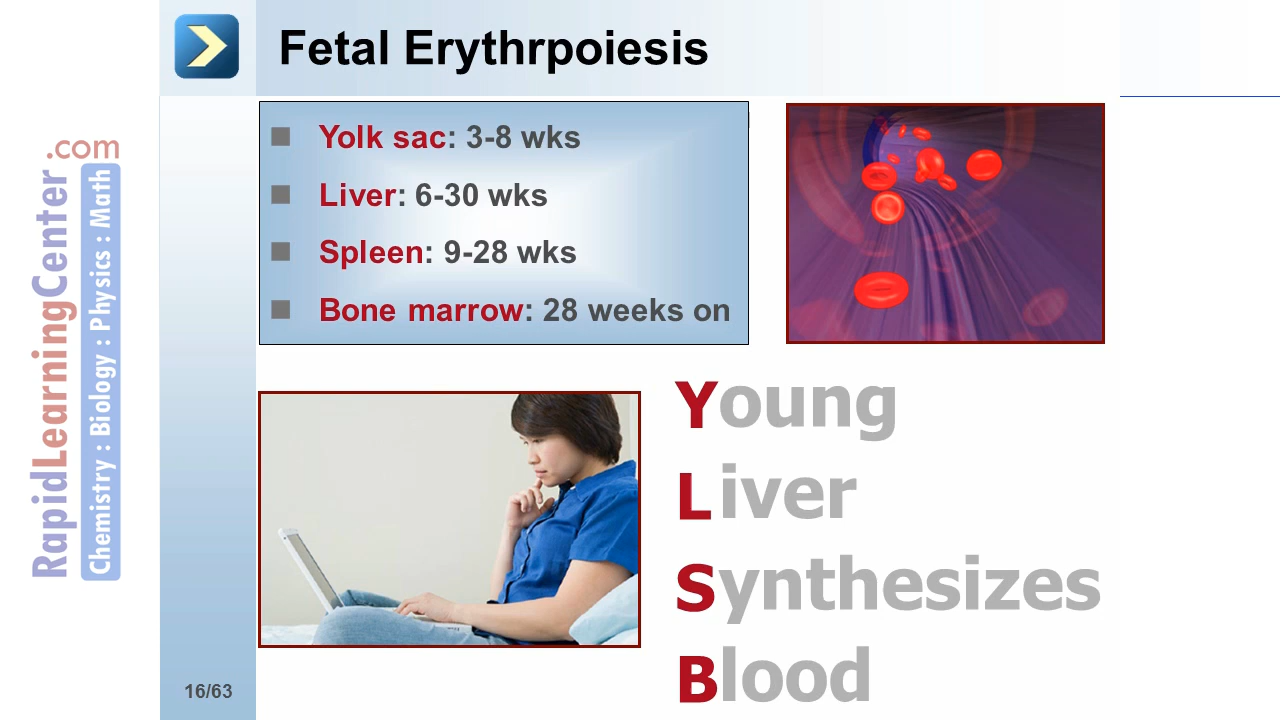 Fetal Erythrpoiesis
Yolk sac: 3-8 wks
Liver: 6-30 wks
Spleen: 9-28 wks
Bone marrow: 28 weeks on
Young
Liver
Synthesizes
Blood
RapidLearningCenter.com
Chemistry : Biology : Physics : Math
16/63